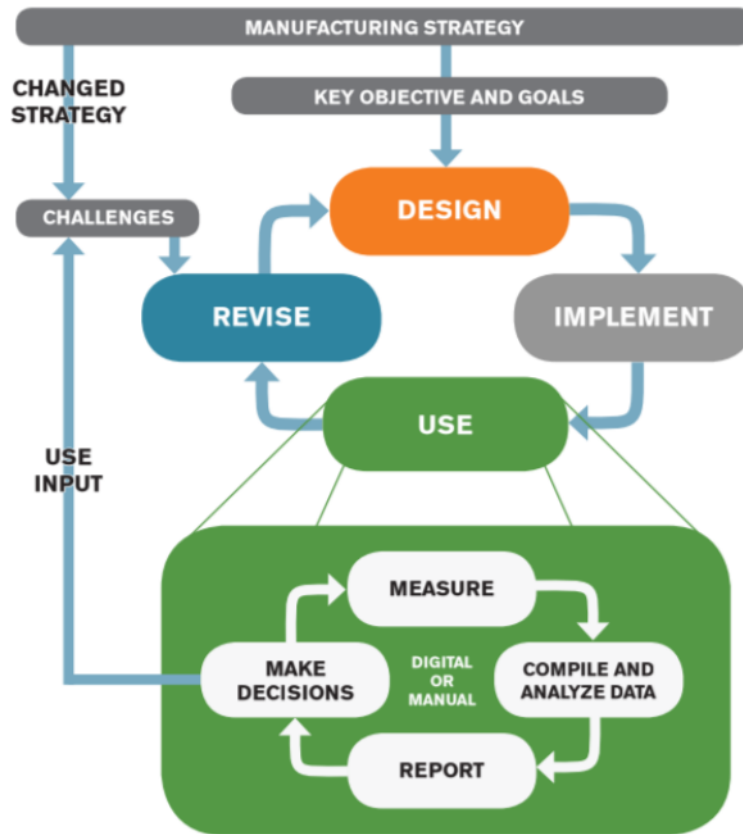 MANUFACTURING STRATEGY
CHANGED
STRATEGY
KEY OBJECTIVE AND GOALS
CHALLENGES
DESIGN
REVISE
IMPLEMENT
USE
USE
INPUT
MEASURE
MAKE
DECISIONS
DIGITAL
OR
MANUAL
COMPILE AND
ANALYZE DATA
REPORT